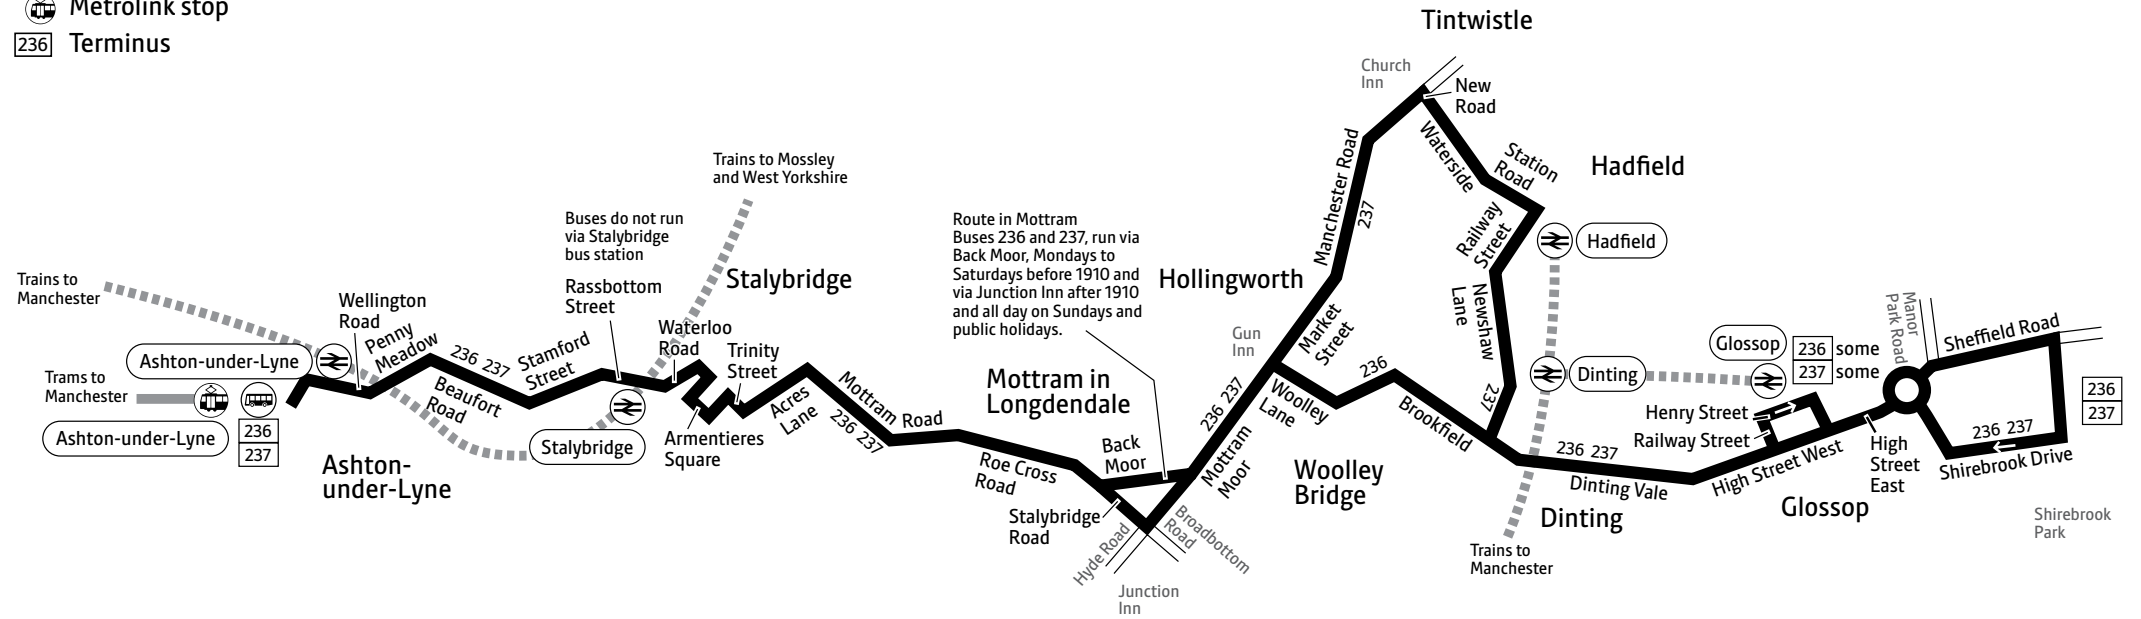 Metrolink stop
236 Terminus
Tintwistle
Church
Inn
New
Road
Waterside
Station
Road
Hadfield
Manchester Road
237
Railway
Street
Hadfield
Trains to Mossley
and West Yorkshire
Buses do not run
via Stalybridge
bus station
Route in Mottram
Buses 236 and 237, run via
Back Moor, Mondays to
Saturdays before 1910 and
via Junction Inn after 1910
and all day on Sundays and
public holidays.
Hollingworth
Stalybridge
Trains to
Manchester
Wellington
Road
Penny
Meadow
Rassbottom
Street
Waterloo
Road
Trinity
Street
Ashton-under-Lyne
Trams to
Manchester
Ashton-under-Lyne
236
237
Ashton-
under-Lyne
236 237
Beaufort
Road
Stamford
Street
Stalybridge
Armentieres
Square
Acres
Lane
Mottram Road
236 237
Mottram in
Longdendale
Roe Cross
Road
Back
Moor
Stalybridge
Road
Hyde Road
Broadbottom
Road
Junction
Inn
236 237
Mottram
Moor
Gun
Inn
Market
Street
Woolley
Lane
236
Woolley
Bridge
Brookfield
Newshaw
Lane
237
Dinting
236 237
Dinting Vale
Dinting
Trains to
Manchester
Glossop
236 some
237 some
Henry Street
Railway Street
High Street West
Glossop
High
Street
East
Manor
Park Road
Sheffield Road
236 237
Shirebrook Drive
236
237
Shirebrook
Park